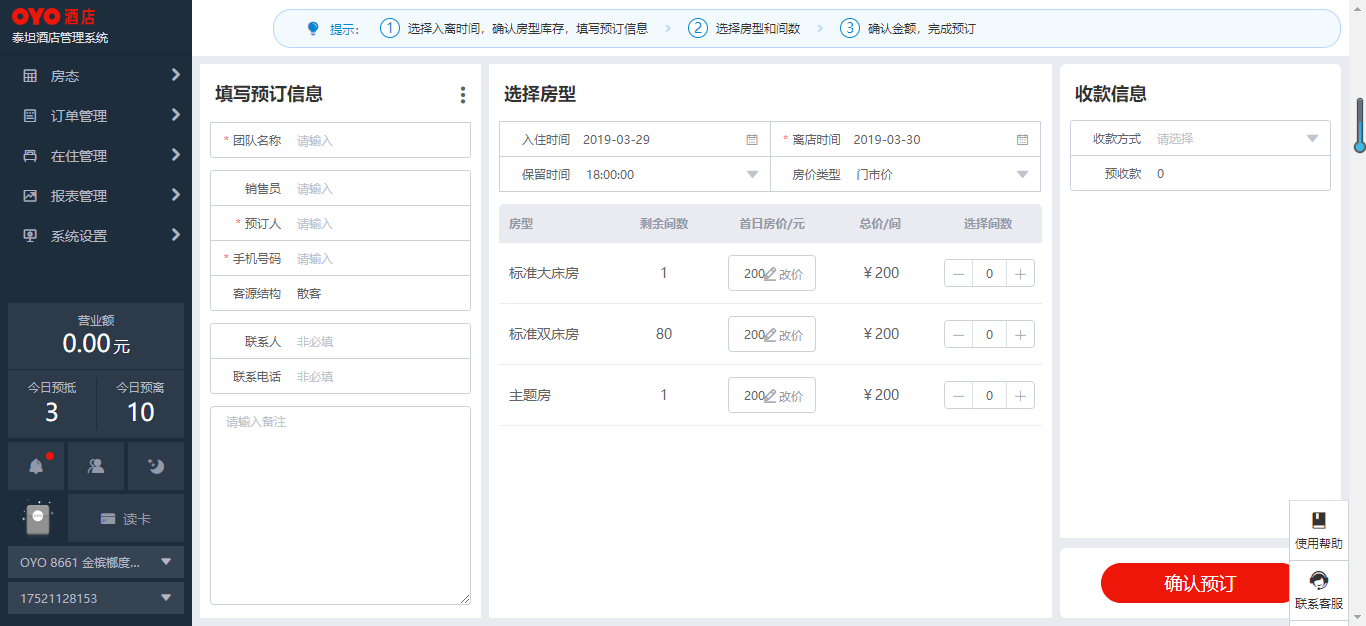 OYO 酒店
泰坦酒店管理系统
房态
订单管理
在住管理
报表管理
系统设置
营业额
0.00元
今日预抵 今日预离
3 10
读卡
OYO 8661 金槟榔度...
17521128153
提示: 1 选择入离时间，确认房型库存，填写预订信息 2 选择房型和间数 3 确认金额，完成预订
填写预订信息
* 团队名称 请输入
销售员 请输入
* 预订人 请输入
* 手机号码 请输入
客源结构 散客
联系人 非必填
联系电话 非必填
请输入备注
选择房型
入住时间 2019-03-29 * 离店时间 2019-03-30
保留时间 18:00:00 房价类型 门市价
房型 剩余间数 首日房价/元 总价/间 选择间数
标准大床房 1 200 改价 ￥200 － 0 ＋
标准双床房 80 200 改价 ￥200 － 0 ＋
主题房 1 200 改价 ￥200 － 0 ＋
收款信息
收款方式 请选择
预收款 0
确认预订
使用帮助
联系客服